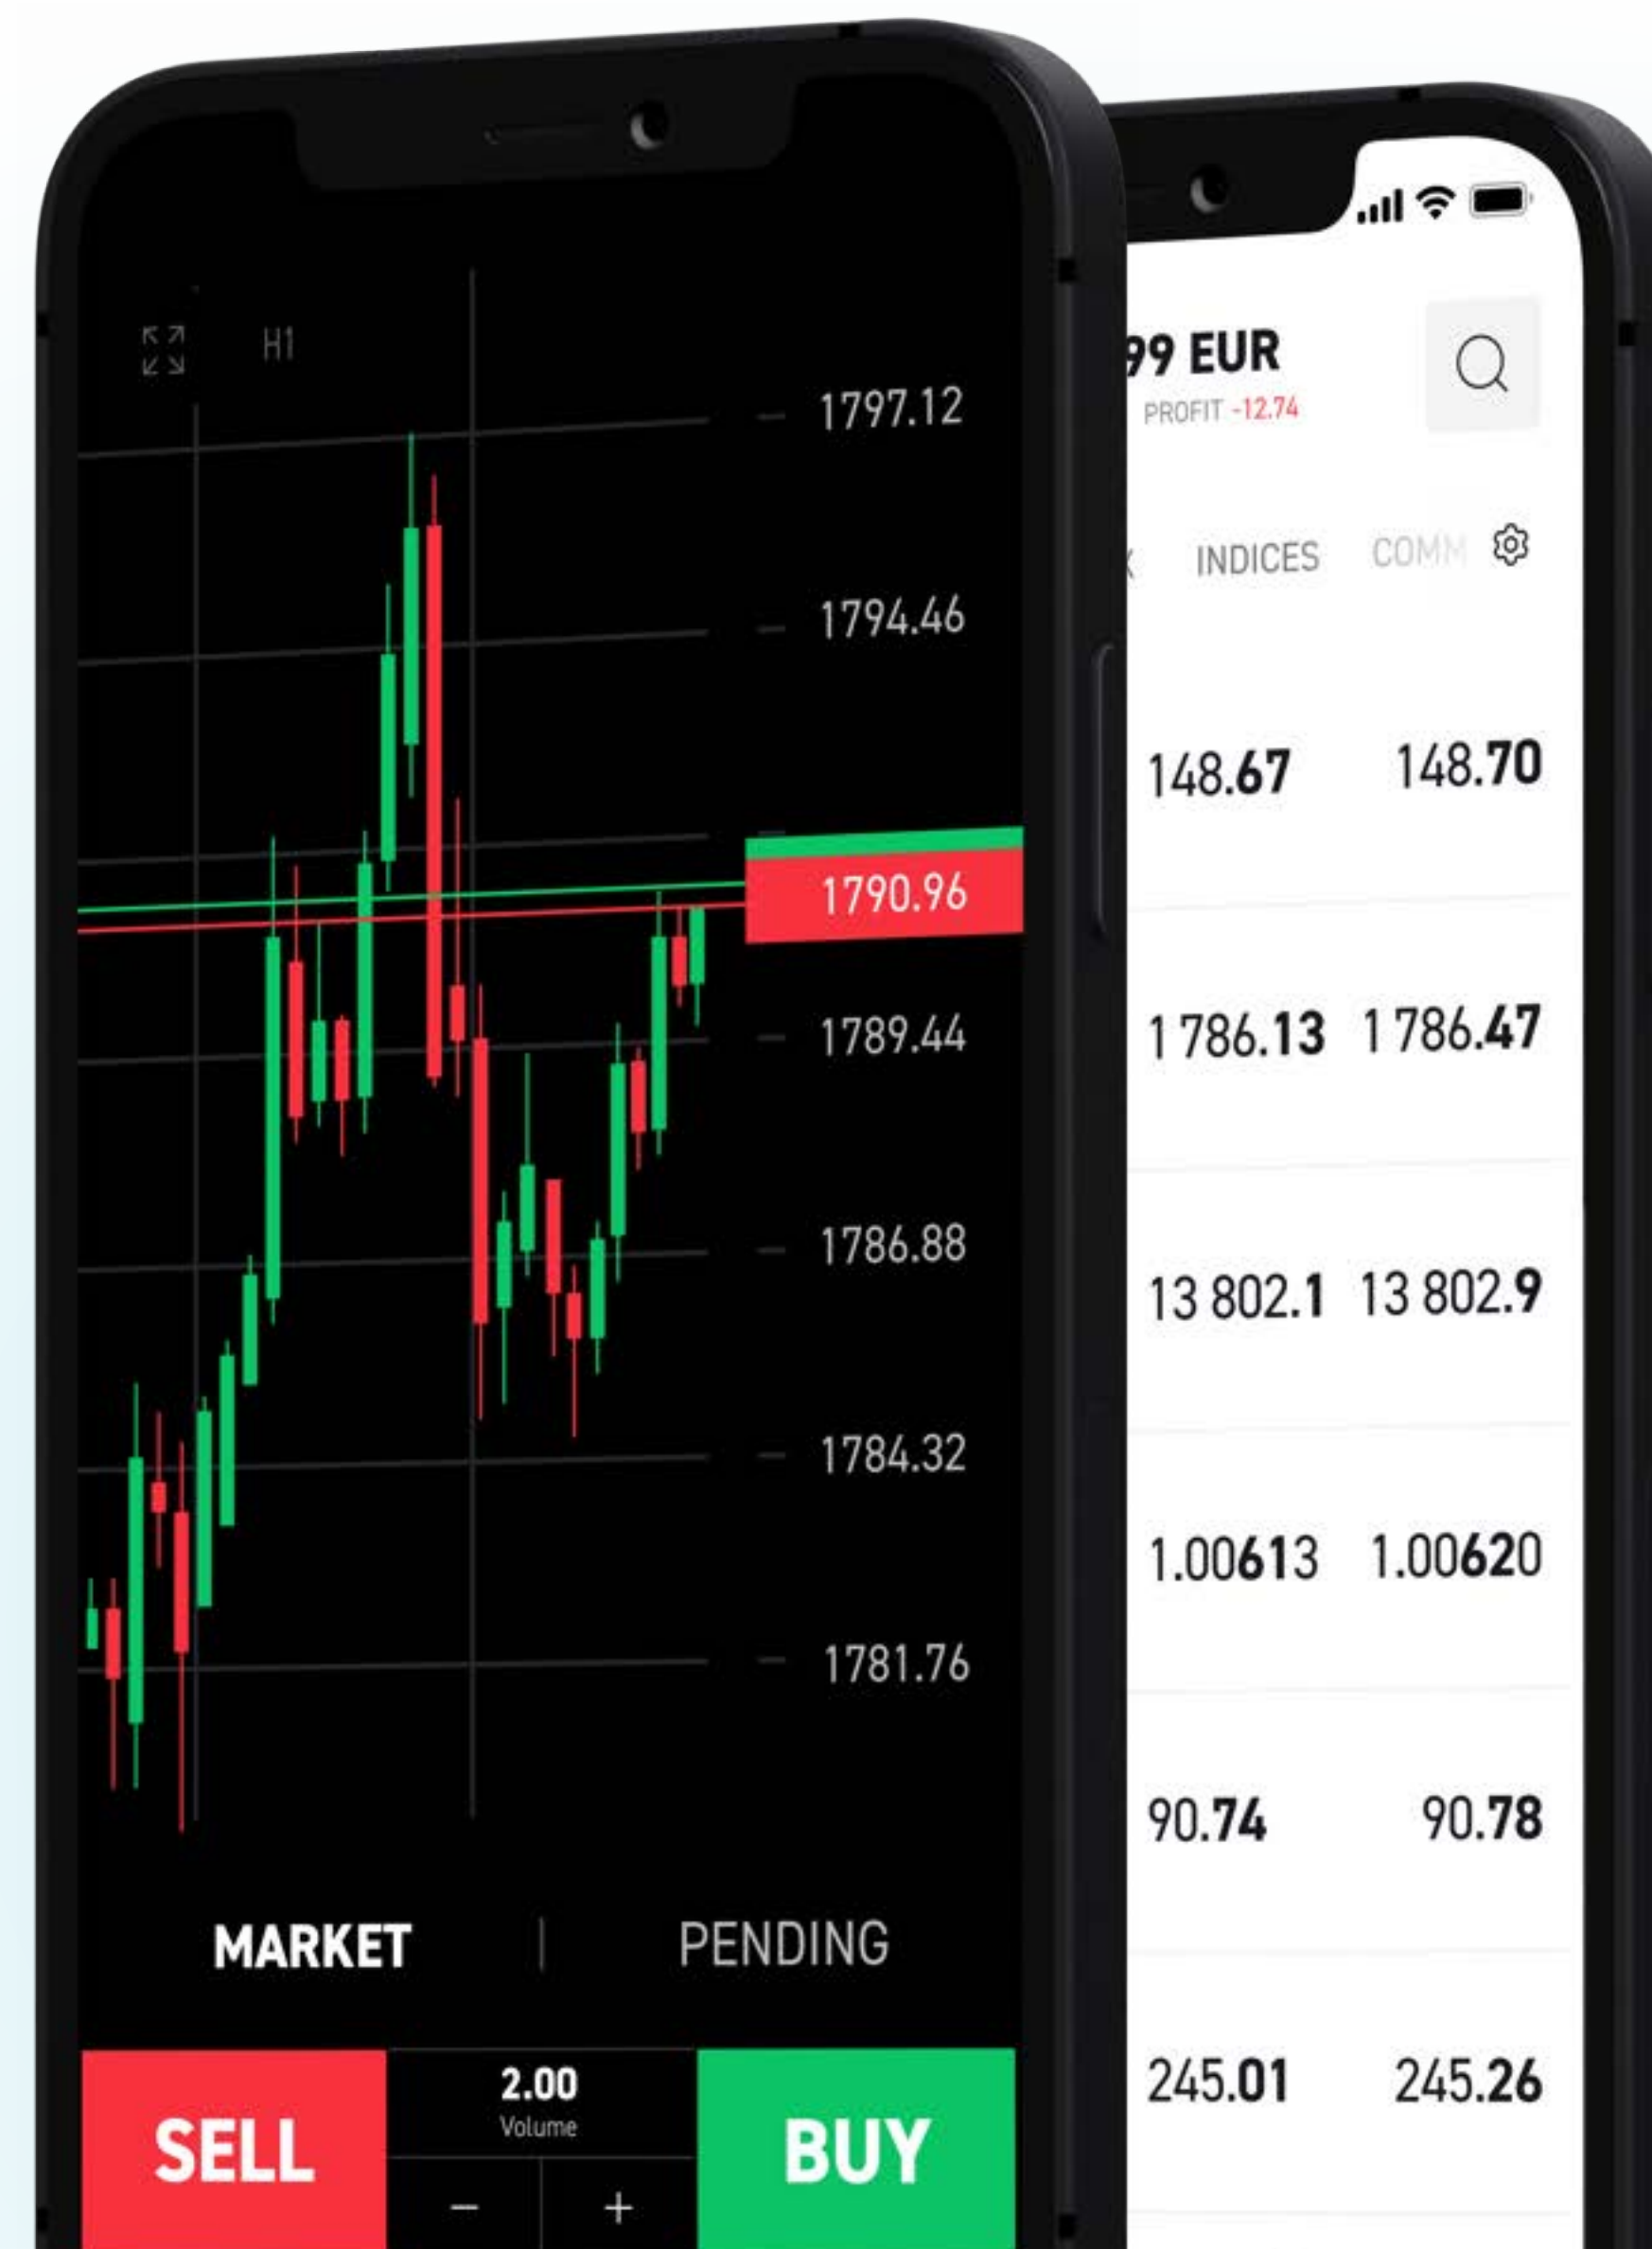 H1
1797.12
1794.46
1790.96
1789.44
1786.88
1784.32
1781.76
MARKET | PENDING
SELL
2.00
Volume
− +
BUY
99 EUR
PROFIT -12.74
INDICES COMM
148.67 148.70
1 786.13 1 786.47
13 802.1 13 802.9
1.00613 1.00620
90.74 90.78
245.01 245.26